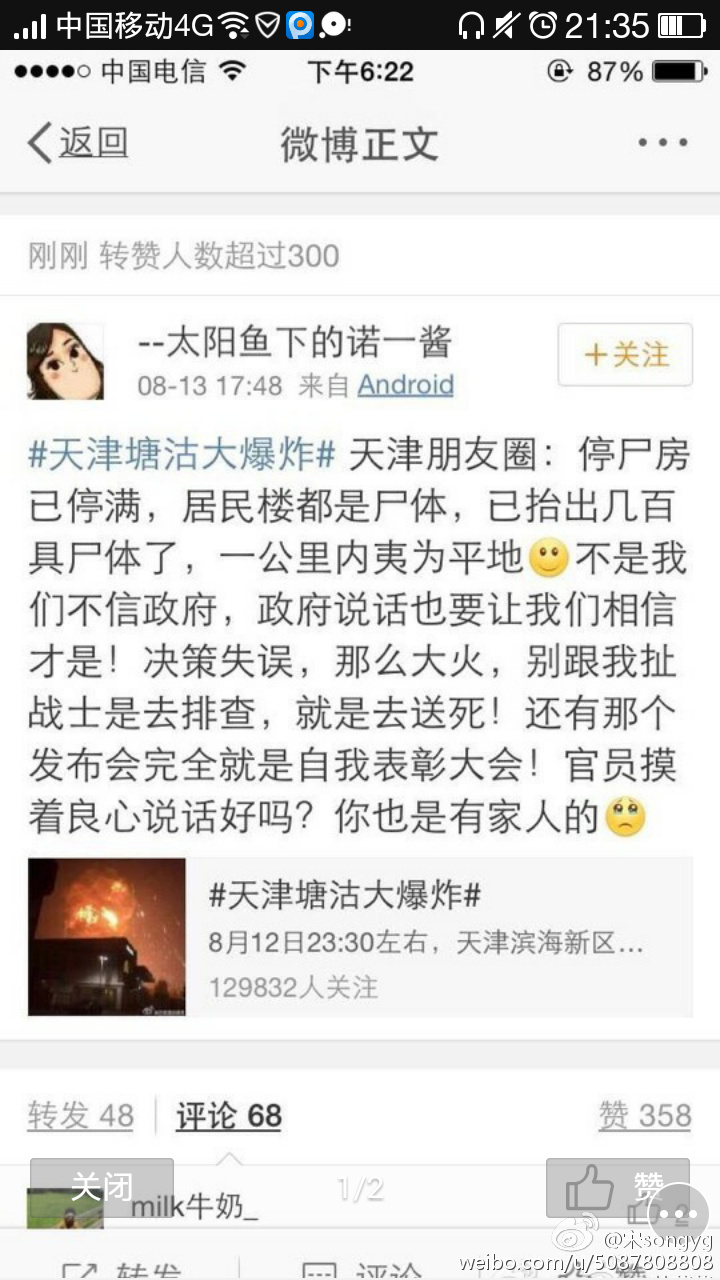 中国移动4G 21:35
中国电信 下午6:22 87%
返回 微博正文
刚刚 转赞人数超过300
--太阳鱼下的诺一酱
+关注
08-13 17:48 来自 Android
#天津塘沽大爆炸# 天津朋友圈：停尸房
已停满，居民楼都是尸体，已抬出几百
具尸体了，一公里内夷为平地 不是我
们不信政府，政府说话也要让我们相信
才是！决策失误，那么大火，别跟我扯
战士是去排查，就是去送死！还有那个
发布会完全就是自我表彰大会！官员摸
着良心说话好吗？你也是有家人的
#天津塘沽大爆炸#
8月12日23:30左右，天津滨海新区...
129832人关注
转发 48 评论 68 赞 358
关闭 1/2 赞
milk牛奶_
@宋songyg
weibo.com/u/5087808808
转发 评论